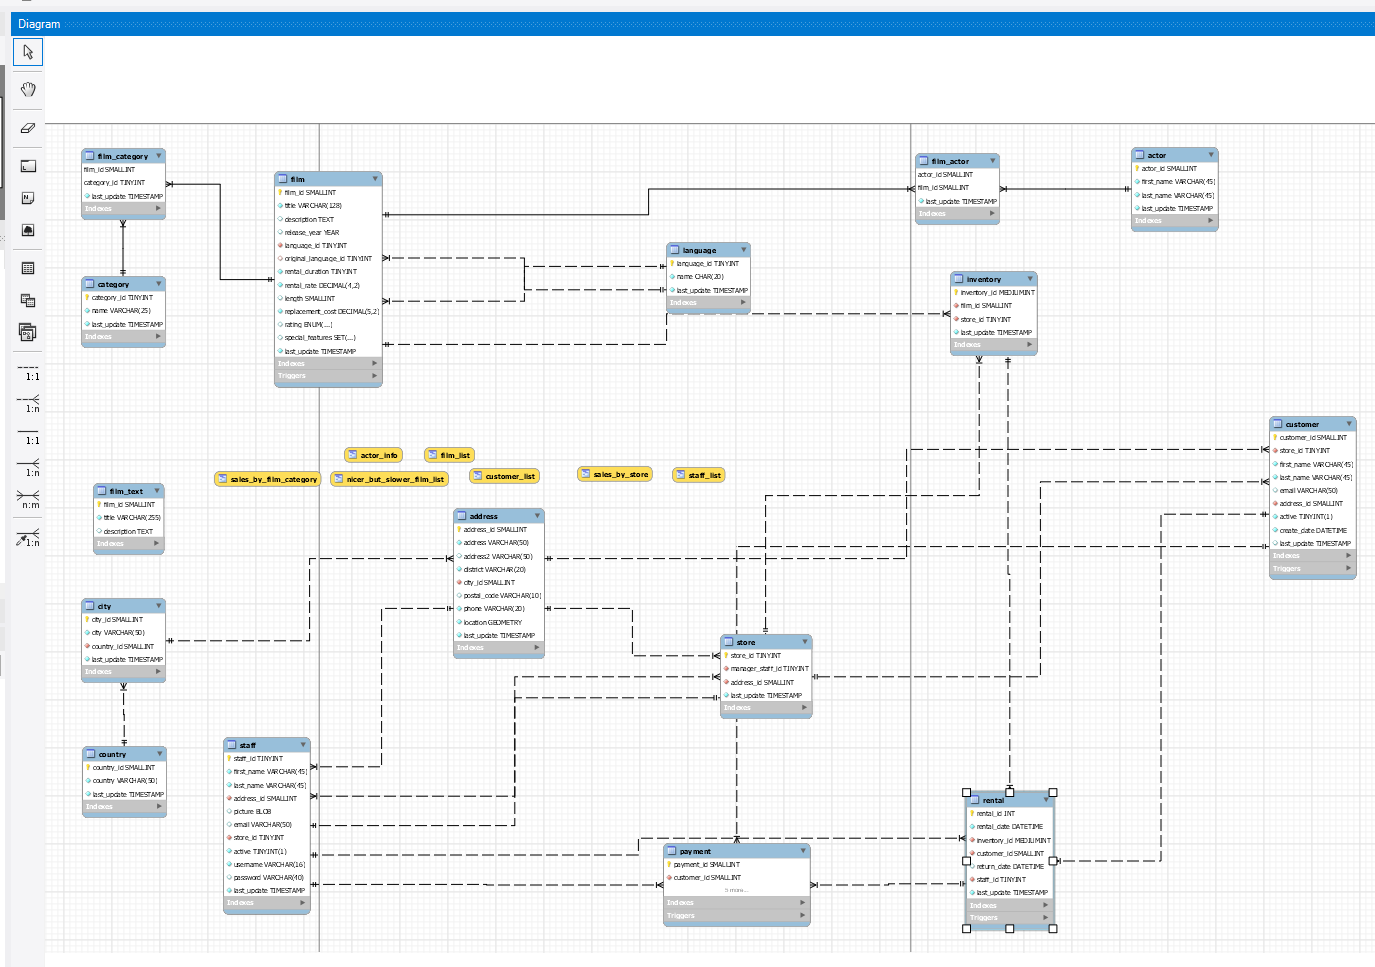 Diagram
1:1
1:n
1:1
1:n
n:m
1:n
film_category
film_id SMALLINT
category_id TINYINT
last_update TIMESTAMP
Indexes
category
category_id TINYINT
name VARCHAR(25)
last_update TIMESTAMP
Indexes
film
film_id SMALLINT
title VARCHAR(128)
description TEXT
release_year YEAR
language_id TINYINT
original_language_id TINYINT
rental_duration TINYINT
rental_rate DECIMAL(4,2)
length SMALLINT
replacement_cost DECIMAL(5,2)
rating ENUM(...)
special_features SET(...)
last_update TIMESTAMP
Indexes
Triggers
language
language_id TINYINT
name CHAR(20)
last_update TIMESTAMP
Indexes
film_actor
actor_id SMALLINT
film_id SMALLINT
last_update TIMESTAMP
Indexes
actor
actor_id SMALLINT
first_name VARCHAR(45)
last_name VARCHAR(45)
last_update TIMESTAMP
Indexes
inventory
inventory_id MEDIUMINT
film_id SMALLINT
store_id TINYINT
last_update TIMESTAMP
Indexes
customer
customer_id SMALLINT
store_id TINYINT
first_name VARCHAR(45)
last_name VARCHAR(45)
email VARCHAR(50)
address_id SMALLINT
active TINYINT(1)
create_date DATETIME
last_update TIMESTAMP
Indexes
Triggers
actor_info
film_list
sales_by_film_category
nicer_but_slower_film_list
customer_list
sales_by_store
staff_list
film_text
film_id SMALLINT
title VARCHAR(255)
description TEXT
Indexes
address
address_id SMALLINT
address VARCHAR(50)
address2 VARCHAR(50)
district VARCHAR(20)
city_id SMALLINT
postal_code VARCHAR(10)
phone VARCHAR(20)
location GEOMETRY
last_update TIMESTAMP
Indexes
city
city_id SMALLINT
city VARCHAR(50)
country_id SMALLINT
last_update TIMESTAMP
Indexes
store
store_id TINYINT
manager_staff_id TINYINT
address_id SMALLINT
last_update TIMESTAMP
Indexes
country
country_id SMALLINT
country VARCHAR(50)
last_update TIMESTAMP
Indexes
staff
staff_id TINYINT
first_name VARCHAR(45)
last_name VARCHAR(45)
address_id SMALLINT
picture BLOB
email VARCHAR(50)
store_id TINYINT
active TINYINT(1)
username VARCHAR(16)
password VARCHAR(40)
last_update TIMESTAMP
Indexes
payment
payment_id SMALLINT
customer_id SMALLINT
5 more...
Indexes
Triggers
rental
rental_id INT
rental_date DATETIME
inventory_id MEDIUMINT
customer_id SMALLINT
return_date DATETIME
staff_id TINYINT
last_update TIMESTAMP
Indexes
Triggers